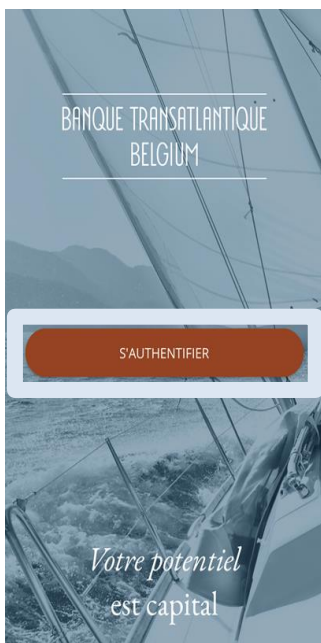 BANQUE TRANSATLANTIQUE
BELGIUM
S'AUTHENTIFIER
Votre potentiel
est capital